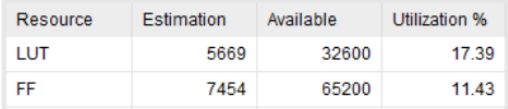 Resource Estimation Available Utilization %
LUT 5669 32600 17.39
FF 7454 65200 11.43